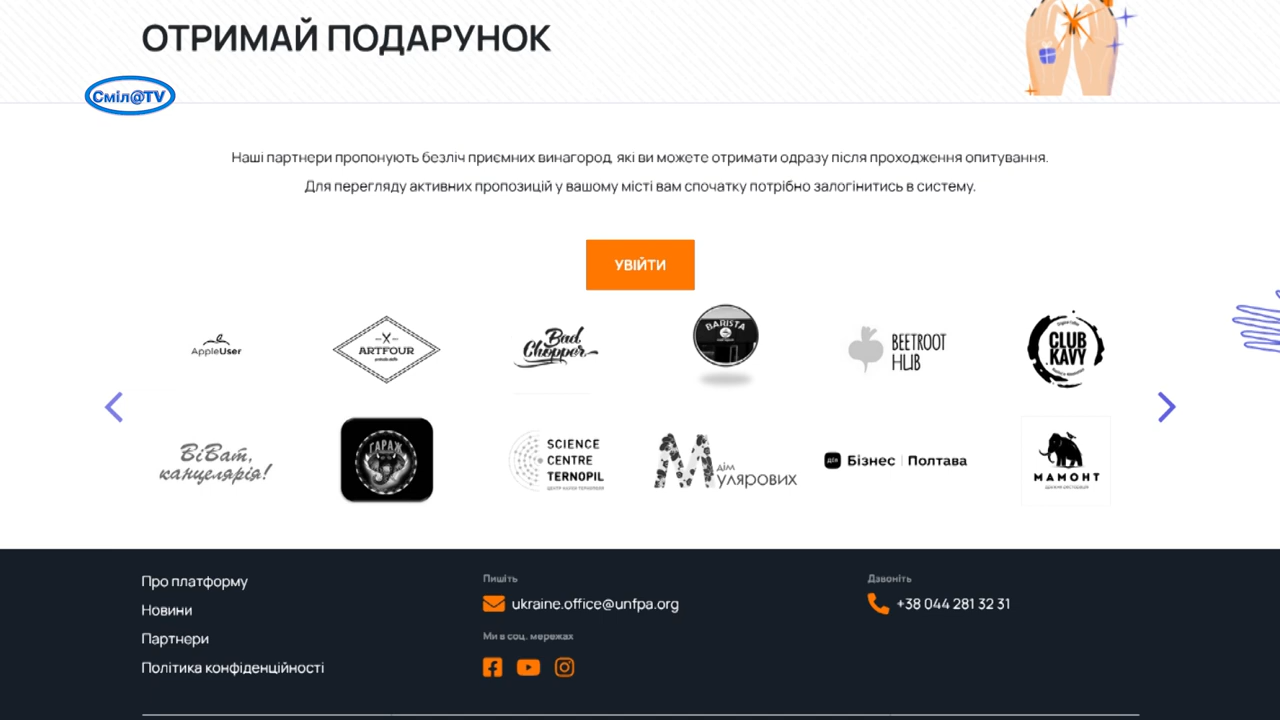 ОТРИМАЙ ПОДАРУНОК
Сміл@TV
Наші партнери пропонують безліч приємних винагород, які ви можете отримати одразу після проходження опитування.
Для перегляду активних пропозицій у вашому місті вам спочатку потрібно залогінитись в систему.
УВІЙТИ
AppleUser
ARTFOUR
Bad Chopper
BARISTA
BEETROOT HUB
CLUB KAVY
ВіВат, канцелярія!
ГАРАЖ
SCIENCE CENTRE TERNOPIL
дім Мулярових
Бізнес | Полтава
МАМОНТ
Про платформу
Новини
Партнери
Політика конфіденційності
Пишіть
ukraine.office@unfpa.org
Ми в соц. мережах
Дзвоніть
+38 044 281 32 31